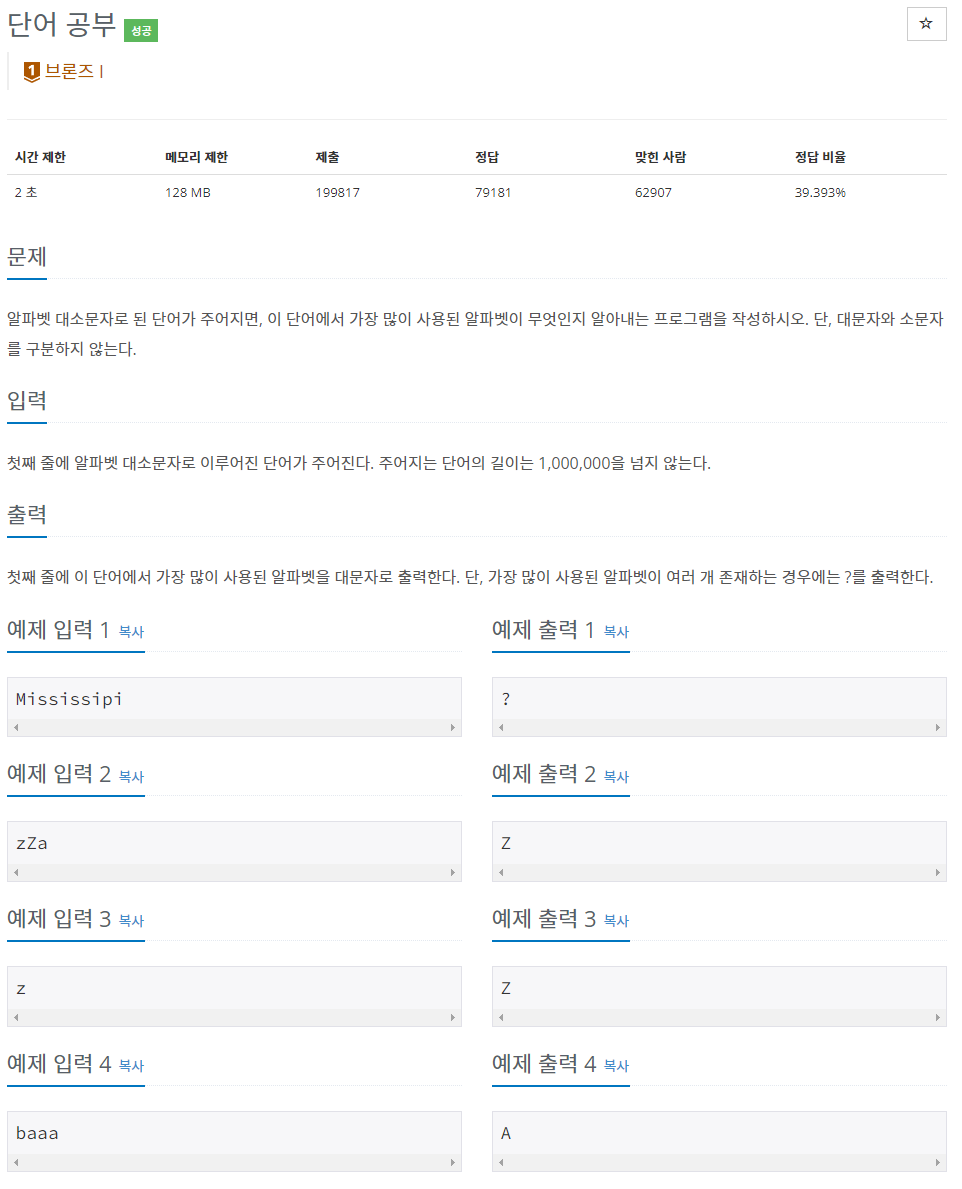 단어 공부 성공
☆
1 브론즈 I
시간 제한 메모리 제한 제출 정답 맞힌 사람 정답 비율
2 초 128 MB 199817 79181 62907 39.393%
문제
알파벳 대소문자로 된 단어가 주어지면, 이 단어에서 가장 많이 사용된 알파벳이 무엇인지 알아내는 프로그램을 작성하시오. 단, 대문자와 소문자
를 구분하지 않는다.
입력
첫째 줄에 알파벳 대소문자로 이루어진 단어가 주어진다. 주어지는 단어의 길이는 1,000,000을 넘지 않는다.
출력
첫째 줄에 이 단어에서 가장 많이 사용된 알파벳을 대문자로 출력한다. 단, 가장 많이 사용된 알파벳이 여러 개 존재하는 경우에는 ?를 출력한다.
예제 입력 1 복사
Mississipi
예제 출력 1 복사
?
예제 입력 2 복사
zZa
예제 출력 2 복사
Z
예제 입력 3 복사
z
예제 출력 3 복사
Z
예제 입력 4 복사
baaa
예제 출력 4 복사
A